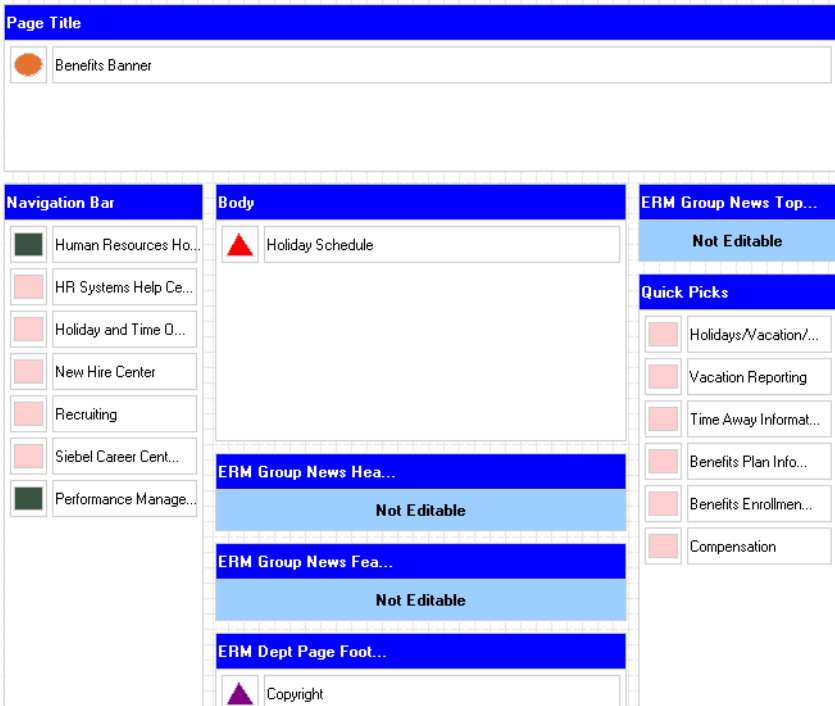 Page Title
Benefits Banner
Navigation Bar
Human Resources Ho...
HR Systems Help Ce...
Holiday and Time O...
New Hire Center
Recruiting
Siebel Career Cent...
Performance Manage...
Body
Holiday Schedule
ERM Group News Hea...
Not Editable
ERM Group News Fea...
Not Editable
ERM Dept Page Foot...
Copyright
ERM Group News Top...
Not Editable
Quick Picks
Holidays/Vacation/...
Vacation Reporting
Time Away Informat...
Benefits Plan Info...
Benefits Enrollmen...
Compensation